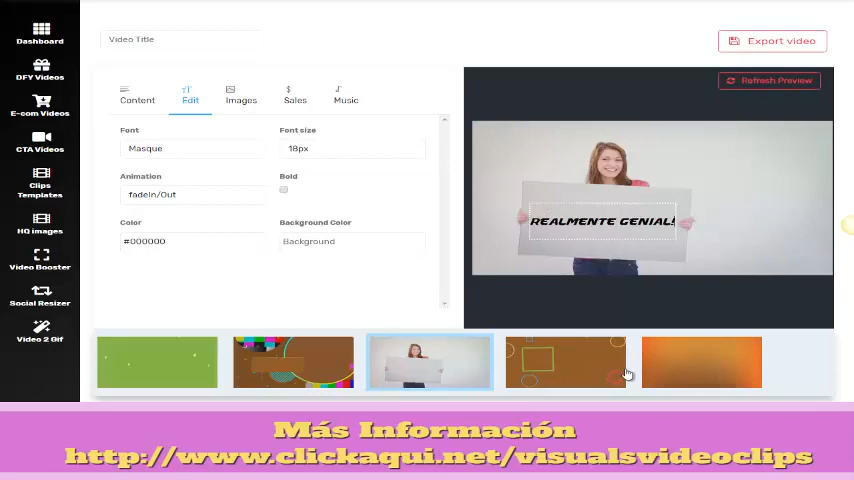 Dashboard
DFY Videos
E-com Videos
CTA Videos
Clips
Templates
HQ images
Video Booster
Social Resizer
Video 2 Gif
Video Title
Export video
Content
Edit
Images
Sales
Music
Font
Masque
Font size
18px
Animation
fadeIn/Out
Bold
Color
#000000
Background Color
Background
Refresh Preview
REALMENTE GENIAL!
Más Información
http://www.clickaqui.net/visualsvideoclips